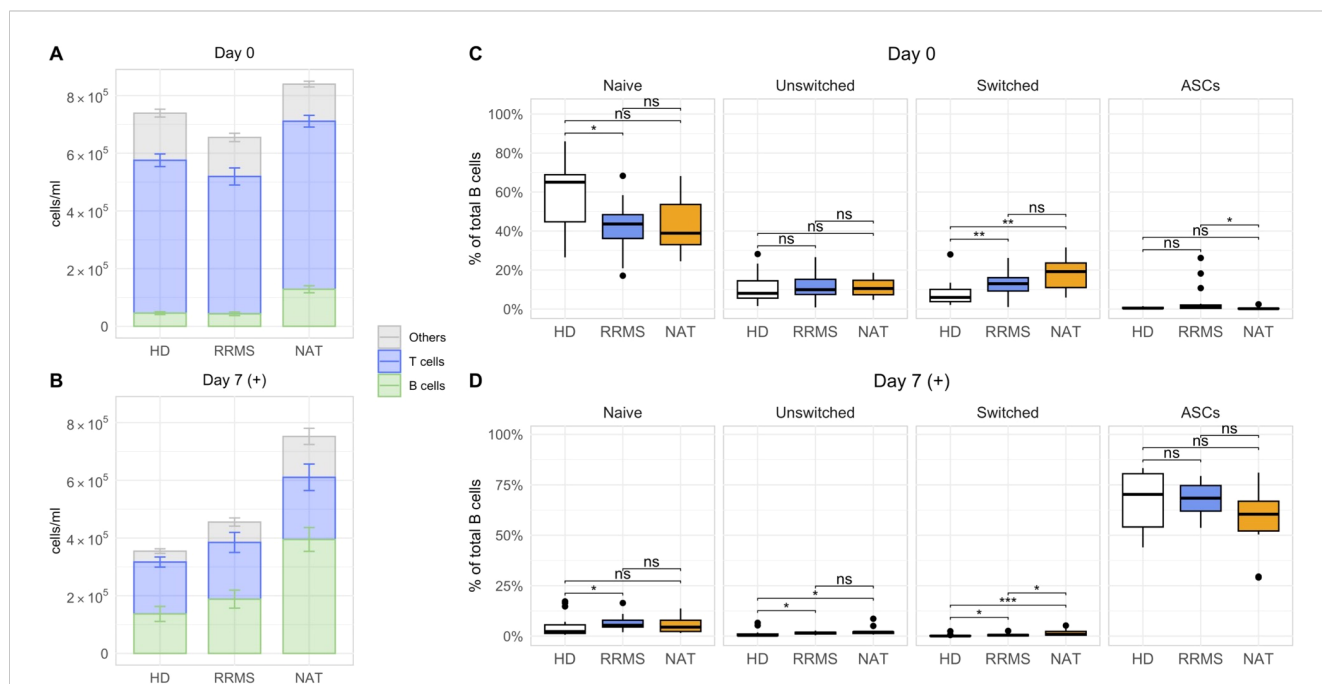 A
Day 0
8 × 10⁵
6 × 10⁵
4 × 10⁵
2 × 10⁵
0
cells/ml
HD RRMS NAT
Others
T cells
B cells
B
Day 7 (+)
8 × 10⁵
6 × 10⁵
4 × 10⁵
2 × 10⁵
0
cells/ml
HD RRMS NAT
C
Day 0
Naive Unswitched Switched ASCs
100%
80%
60%
40%
20%
0%
% of total B cells
ns
ns
*
ns
ns
ns
ns
**
**
*
ns
ns
HD RRMS NAT HD RRMS NAT HD RRMS NAT HD RRMS NAT
D
Day 7 (+)
Naive Unswitched Switched ASCs
100%
75%
50%
25%
0%
% of total B cells
ns
ns
*
ns
*
*
*
***
*
ns
ns
ns
HD RRMS NAT HD RRMS NAT HD RRMS NAT HD RRMS NAT